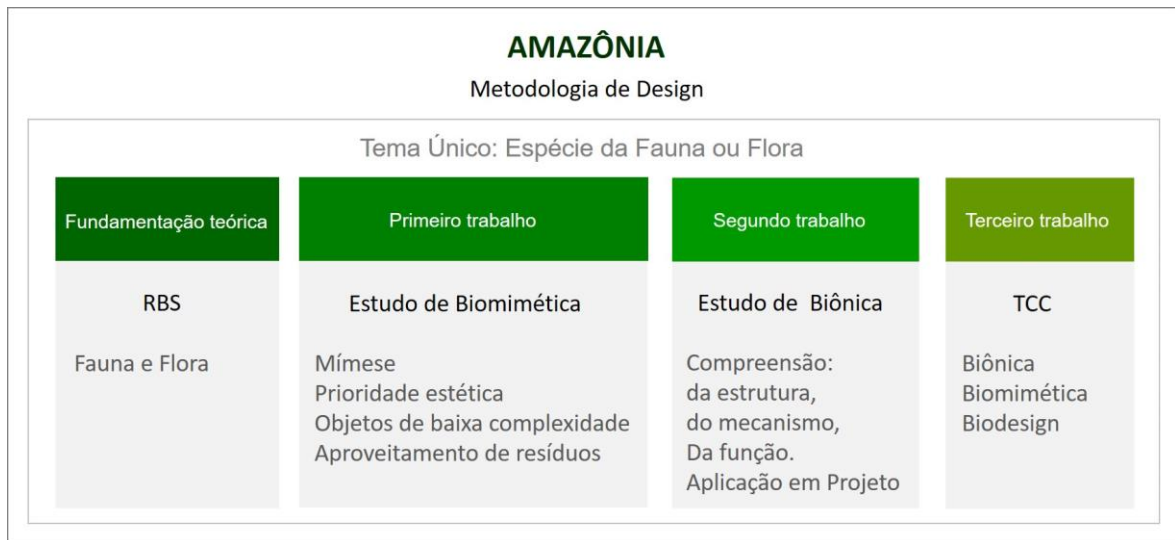 AMAZÔNIA
Metodologia de Design
Tema Único: Espécie da Fauna ou Flora
Fundamentação teórica
RBS
Fauna e Flora
Primeiro trabalho
Estudo de Biomimética
Mímese
Prioridade estética
Objetos de baixa complexidade
Aproveitamento de resíduos
Segundo trabalho
Estudo de Biônica
Compreensão:
da estrutura,
do mecanismo,
Da função.
Aplicação em Projeto
Terceiro trabalho
TCC
Biônica
Biomimética
Biodesign